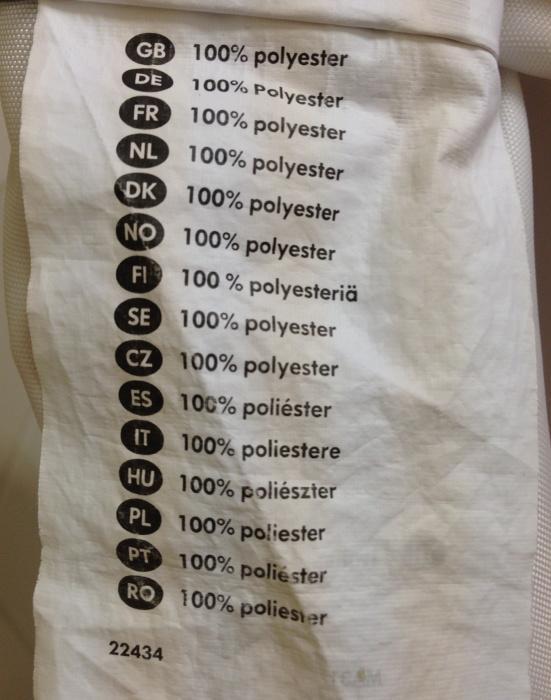 GB 100% polyester
DE 100% Polyester
FR 100% polyester
NL 100% polyester
DK 100% polyester
NO 100% polyester
FI 100 % polyesteriä
SE 100% polyester
CZ 100% polyester
ES 100% poliéster
IT 100% poliestere
HU 100% poliészter
PL 100% poliester
PT 100% poliéster
RO 100% poliester
22434